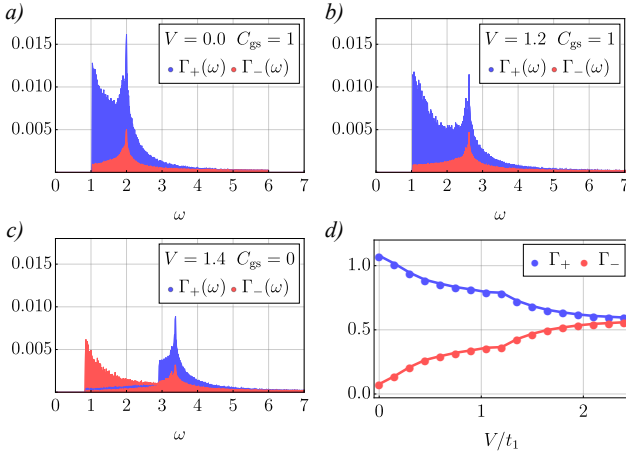 a)
0.015
0.010
0.005
V = 0.0 C_gs = 1
Γ₊(ω) Γ₋(ω)
0 1 2 3 4 5 6 7
ω
b)
0.015
0.010
0.005
V = 1.2 C_gs = 1
Γ₊(ω) Γ₋(ω)
0 1 2 3 4 5 6 7
ω
c)
0.015
0.010
0.005
V = 1.4 C_gs = 0
Γ₊(ω) Γ₋(ω)
0 1 2 3 4 5 6 7
ω
d)
1.0
0.5
0.0
Γ₊ Γ₋
0 1 2
V/t₁